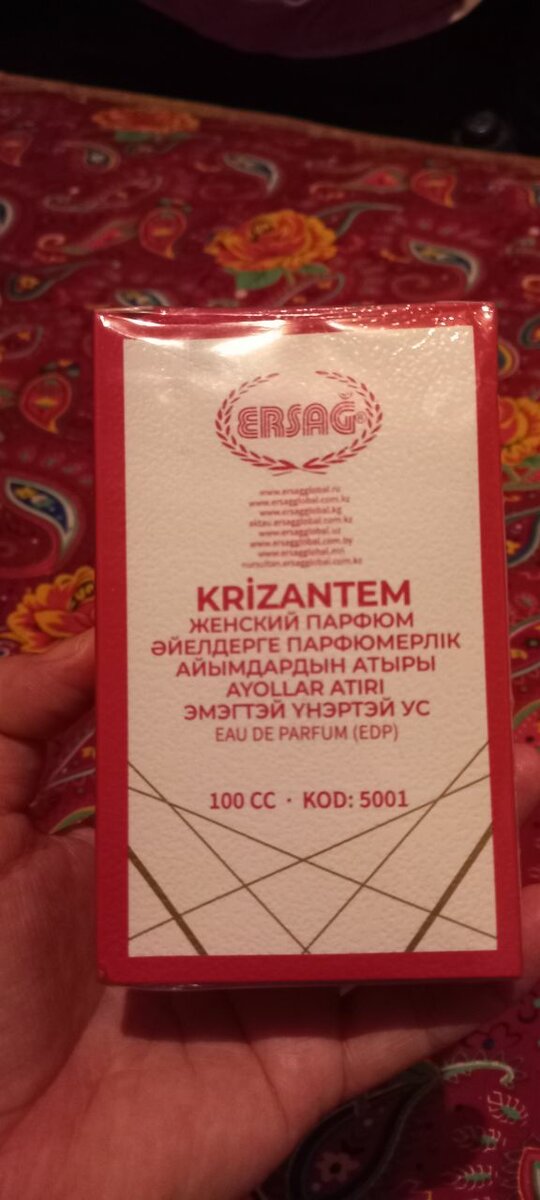 ERSAĞ®
www.ersagglobal.ru
www.ersagglobal.com.kz
www.ersagglobal.kg
aktau.ersagglobal.com.kz
www.ersagglobal.uz
www.ersagglobal.com.by
www.ersagglobal.mn
nursultan.ersagglobal.com.kz
KRİZANTEM
ЖЕНСКИЙ ПАРФЮМ
ӘЙЕЛДЕРГЕ ПАРФЮМЕРЛІК
АЙЫМДАРДЫН АТЫРЫ
AYOLLAR ATIRI
ЭМЭГТЭЙ ҮНЭРТЭЙ УС
EAU DE PARFUM (EDP)
100 CC · KOD: 5001